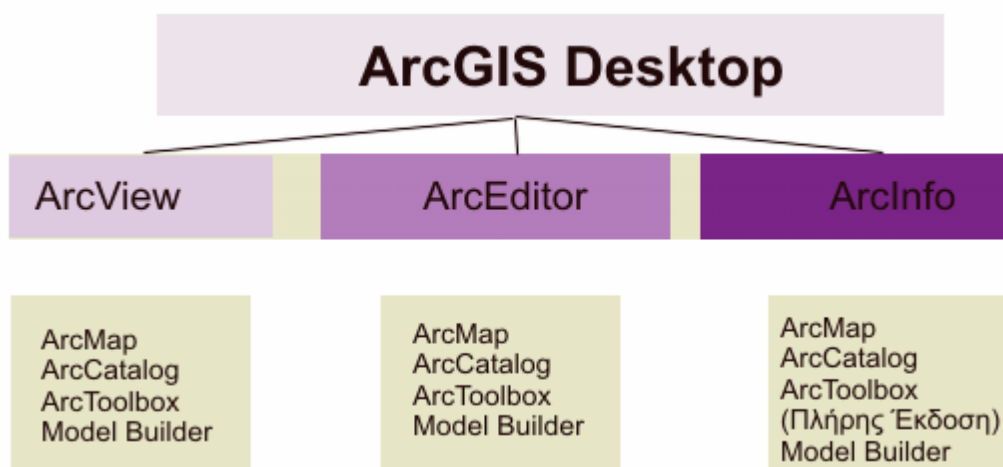 ArcGIS Desktop
ArcView
ArcEditor
ArcInfo
ArcMap
ArcCatalog
ArcToolbox
Model Builder
ArcMap
ArcCatalog
ArcToolbox
Model Builder
ArcMap
ArcCatalog
ArcToolbox
(Πλήρης Έκδοση)
Model Builder